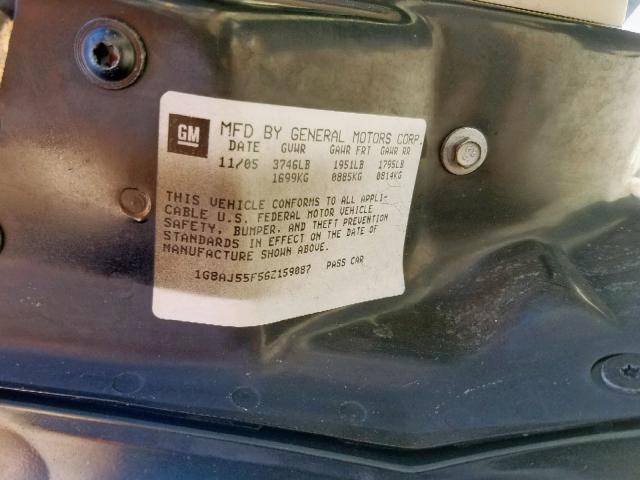 GM MFD BY GENERAL MOTORS CORP.
DATE GVWR GAWR FRT GAWR RR
11/05 3746LB 1951LB 1795LB
1699KG 0885KG 0814KG
THIS VEHICLE CONFORMS TO ALL APPLI-
CABLE U.S. FEDERAL MOTOR VEHICLE
SAFETY, BUMPER, AND THEFT PREVENTION
STANDARDS IN EFFECT ON THE DATE OF
MANUFACTURE SHOWN ABOVE.
1G8AJ55F56Z159087 PASS CAR